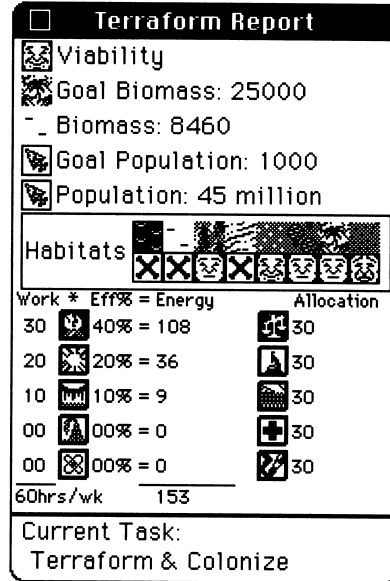 Terraform Report
Viability
Goal Biomass: 25000
Biomass: 8460
Goal Population: 1000
Population: 45 million
Habitats
Work * Eff% = Energy Allocation
30 40% = 108 30
20 20% = 36 30
10 10% = 9 30
00 00% = 0 30
00 00% = 0 30
60hrs/wk 153
Current Task:
Terraform & Colonize